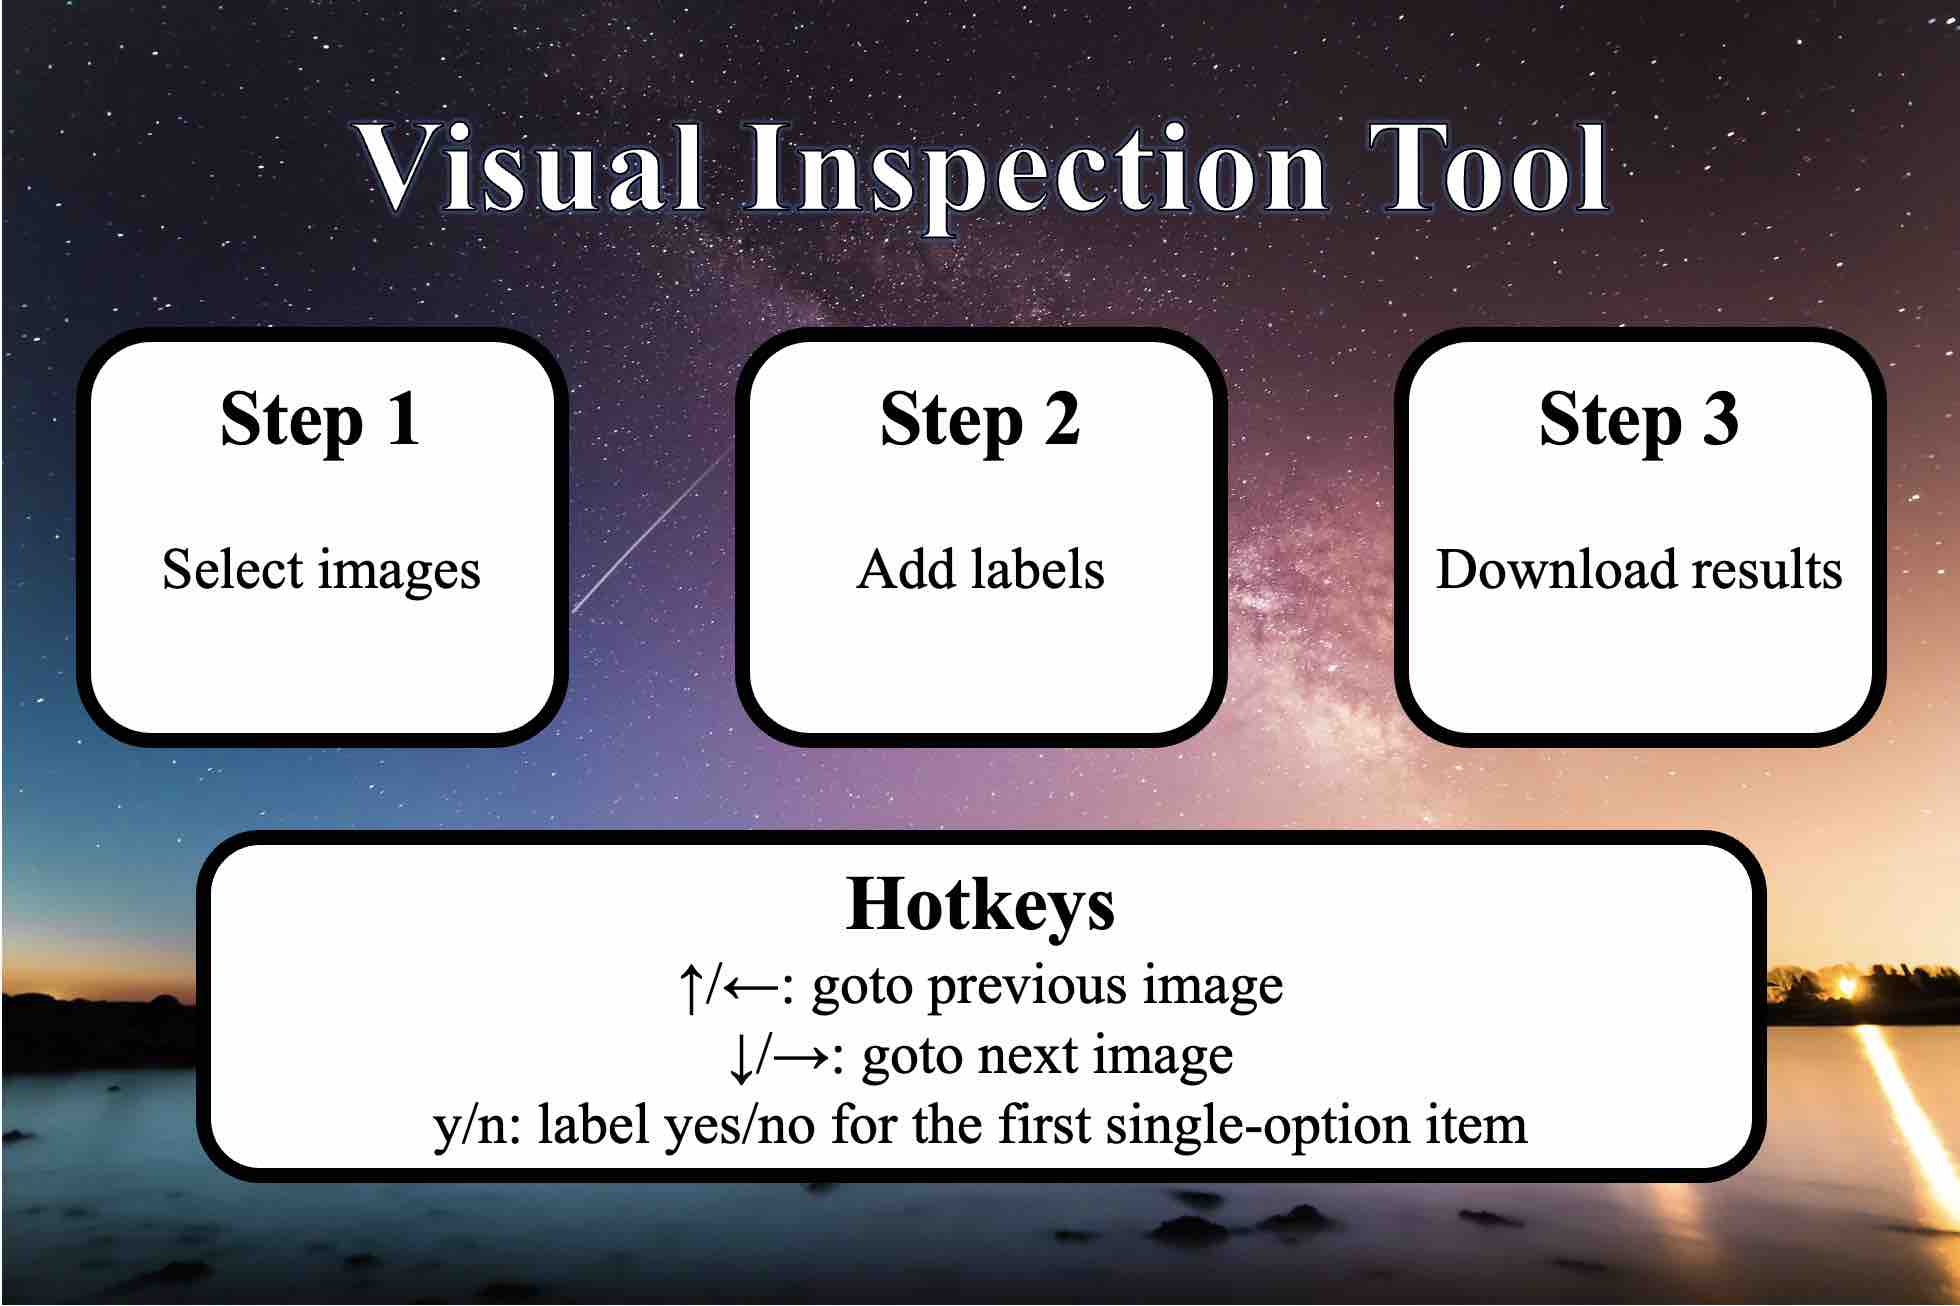 Visual Inspection Tool
Step 1
Select images
Step 2
Add labels
Step 3
Download results
Hotkeys
↑/←: goto previous image
↓/→: goto next image
y/n: label yes/no for the first single-option item